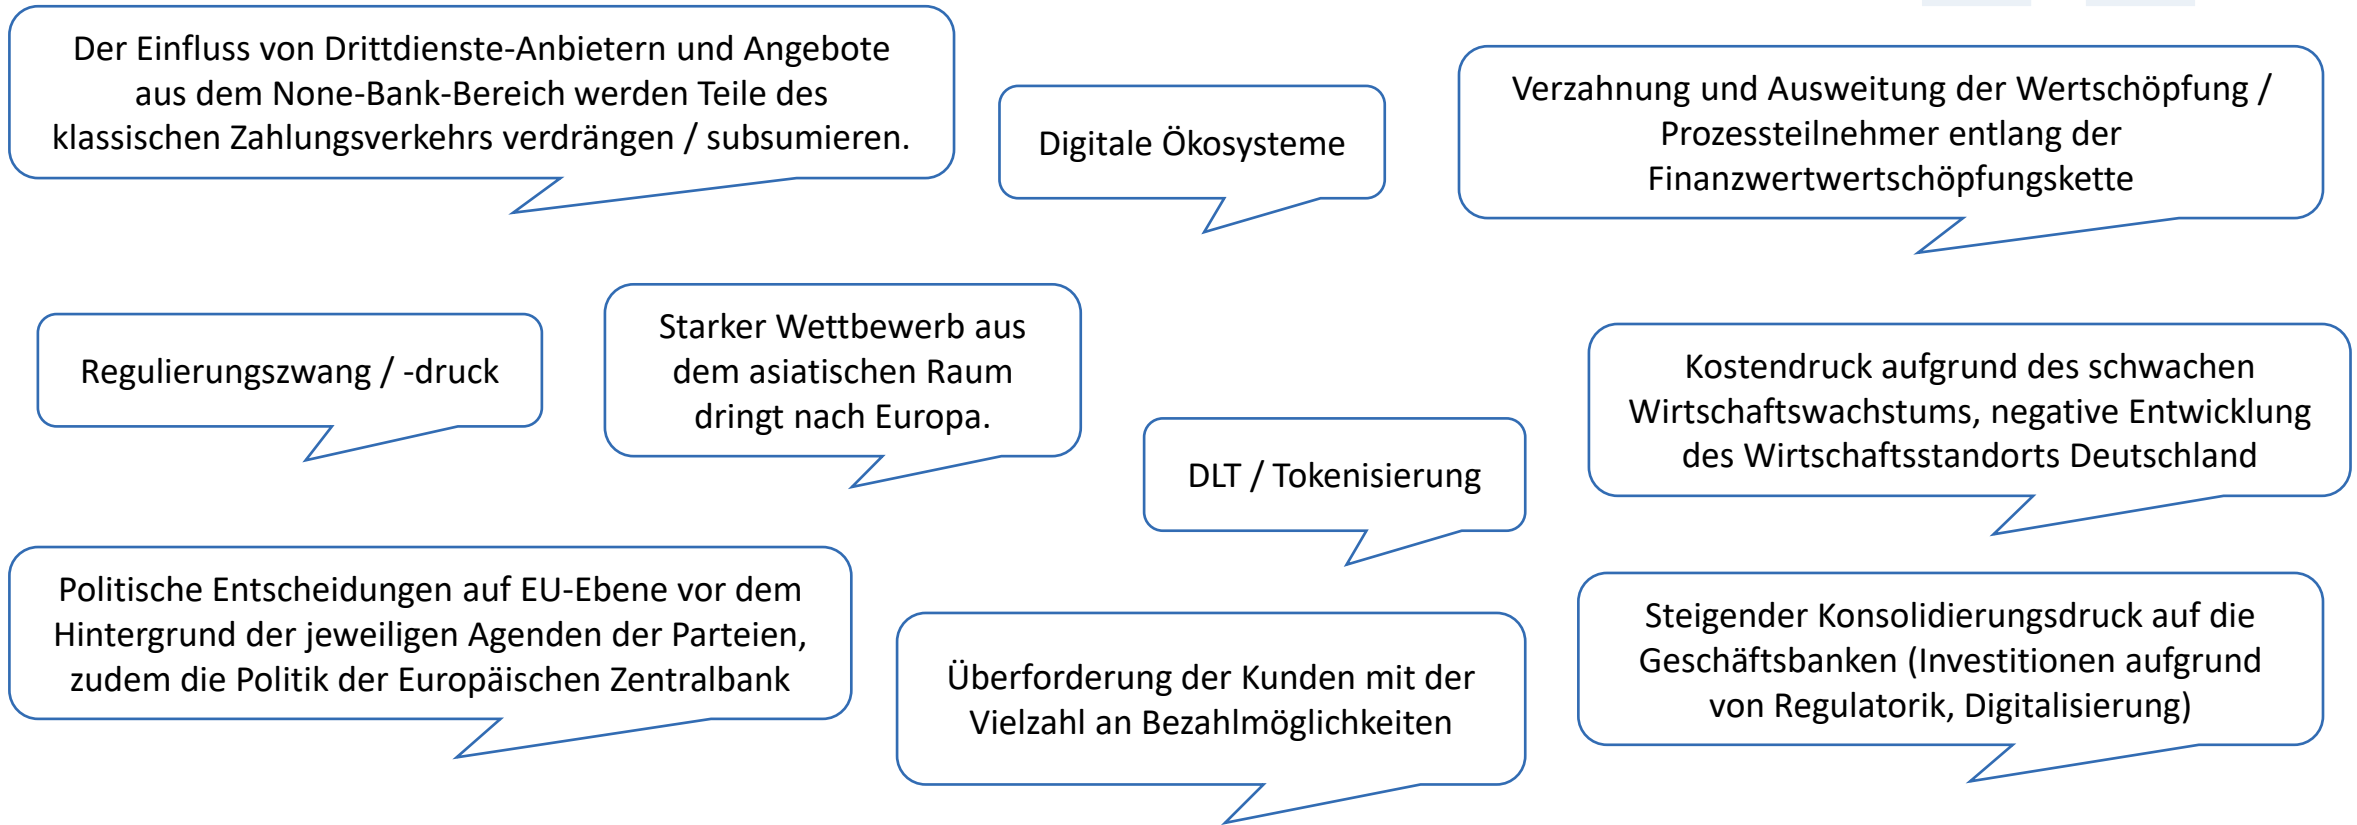 Der Einfluss von Drittdienste-Anbietern und Angebote
aus dem None-Bank-Bereich werden Teile des
klassischen Zahlungsverkehrs verdrängen / subsumieren.
Digitale Ökosysteme
Verzahnung und Ausweitung der Wertschöpfung /
Prozessteilnehmer entlang der
Finanzwertwertschöpfungskette
Regulierungszwang / -druck
Starker Wettbewerb aus
dem asiatischen Raum
dringt nach Europa.
DLT / Tokenisierung
Kostendruck aufgrund des schwachen
Wirtschaftswachstums, negative Entwicklung
des Wirtschaftsstandorts Deutschland
Politische Entscheidungen auf EU-Ebene vor dem
Hintergrund der jeweiligen Agenden der Parteien,
zudem die Politik der Europäischen Zentralbank
Überforderung der Kunden mit der
Vielzahl an Bezahlmöglichkeiten
Steigender Konsolidierungsdruck auf die
Geschäftsbanken (Investitionen aufgrund
von Regulatorik, Digitalisierung)